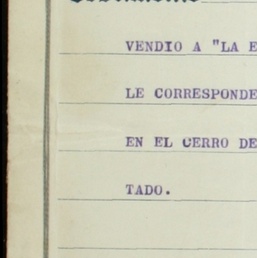 VENDIO A "LA E
LE CORRESPONDE
EN EL CERRO DE
TADO.